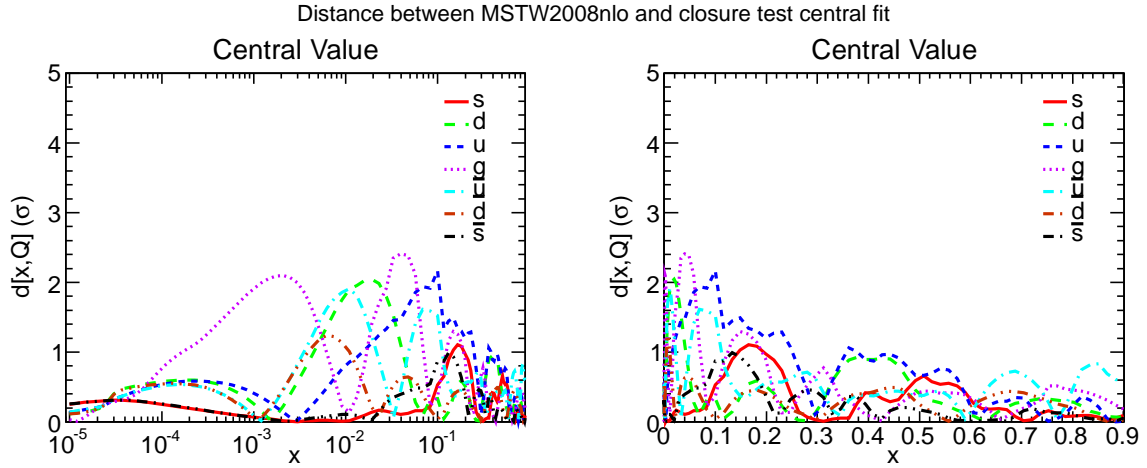 Distance between MSTW2008nlo and closure test central fit
Central Value
d[x,Q] (σ)
5
4
3
2
1
0
s
d
u
g
u̅
d̅
s̅
10⁻⁵ 10⁻⁴ 10⁻³ 10⁻² 10⁻¹
x
Central Value
d[x,Q] (σ)
5
4
3
2
1
0
s
d
u
g
u̅
d̅
s̅
0 0.1 0.2 0.3 0.4 0.5 0.6 0.7 0.8 0.9
x